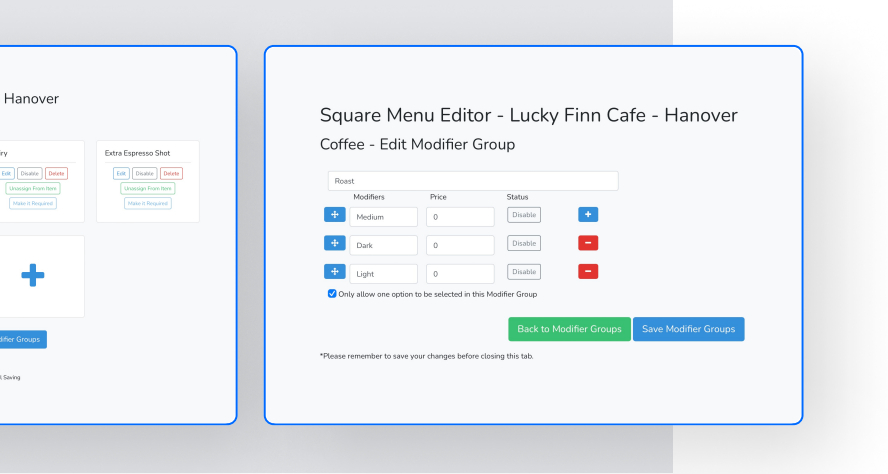 Hanover
Extra Espresso Shot
Edit Disable Delete
Edit Disable Delete
Unassign From Item
Unassign From Item
Make it Required
Make it Required
Groups
Saving
Square Menu Editor - Lucky Finn Cafe - Hanover
Coffee - Edit Modifier Group
Roast
Modifiers Price Status
Medium 0 Disable
Dark 0 Disable
Light 0 Disable
Only allow one option to be selected in this Modifier Group
Back to Modifier Groups Save Modifier Groups
*Please remember to save your changes before closing this tab.